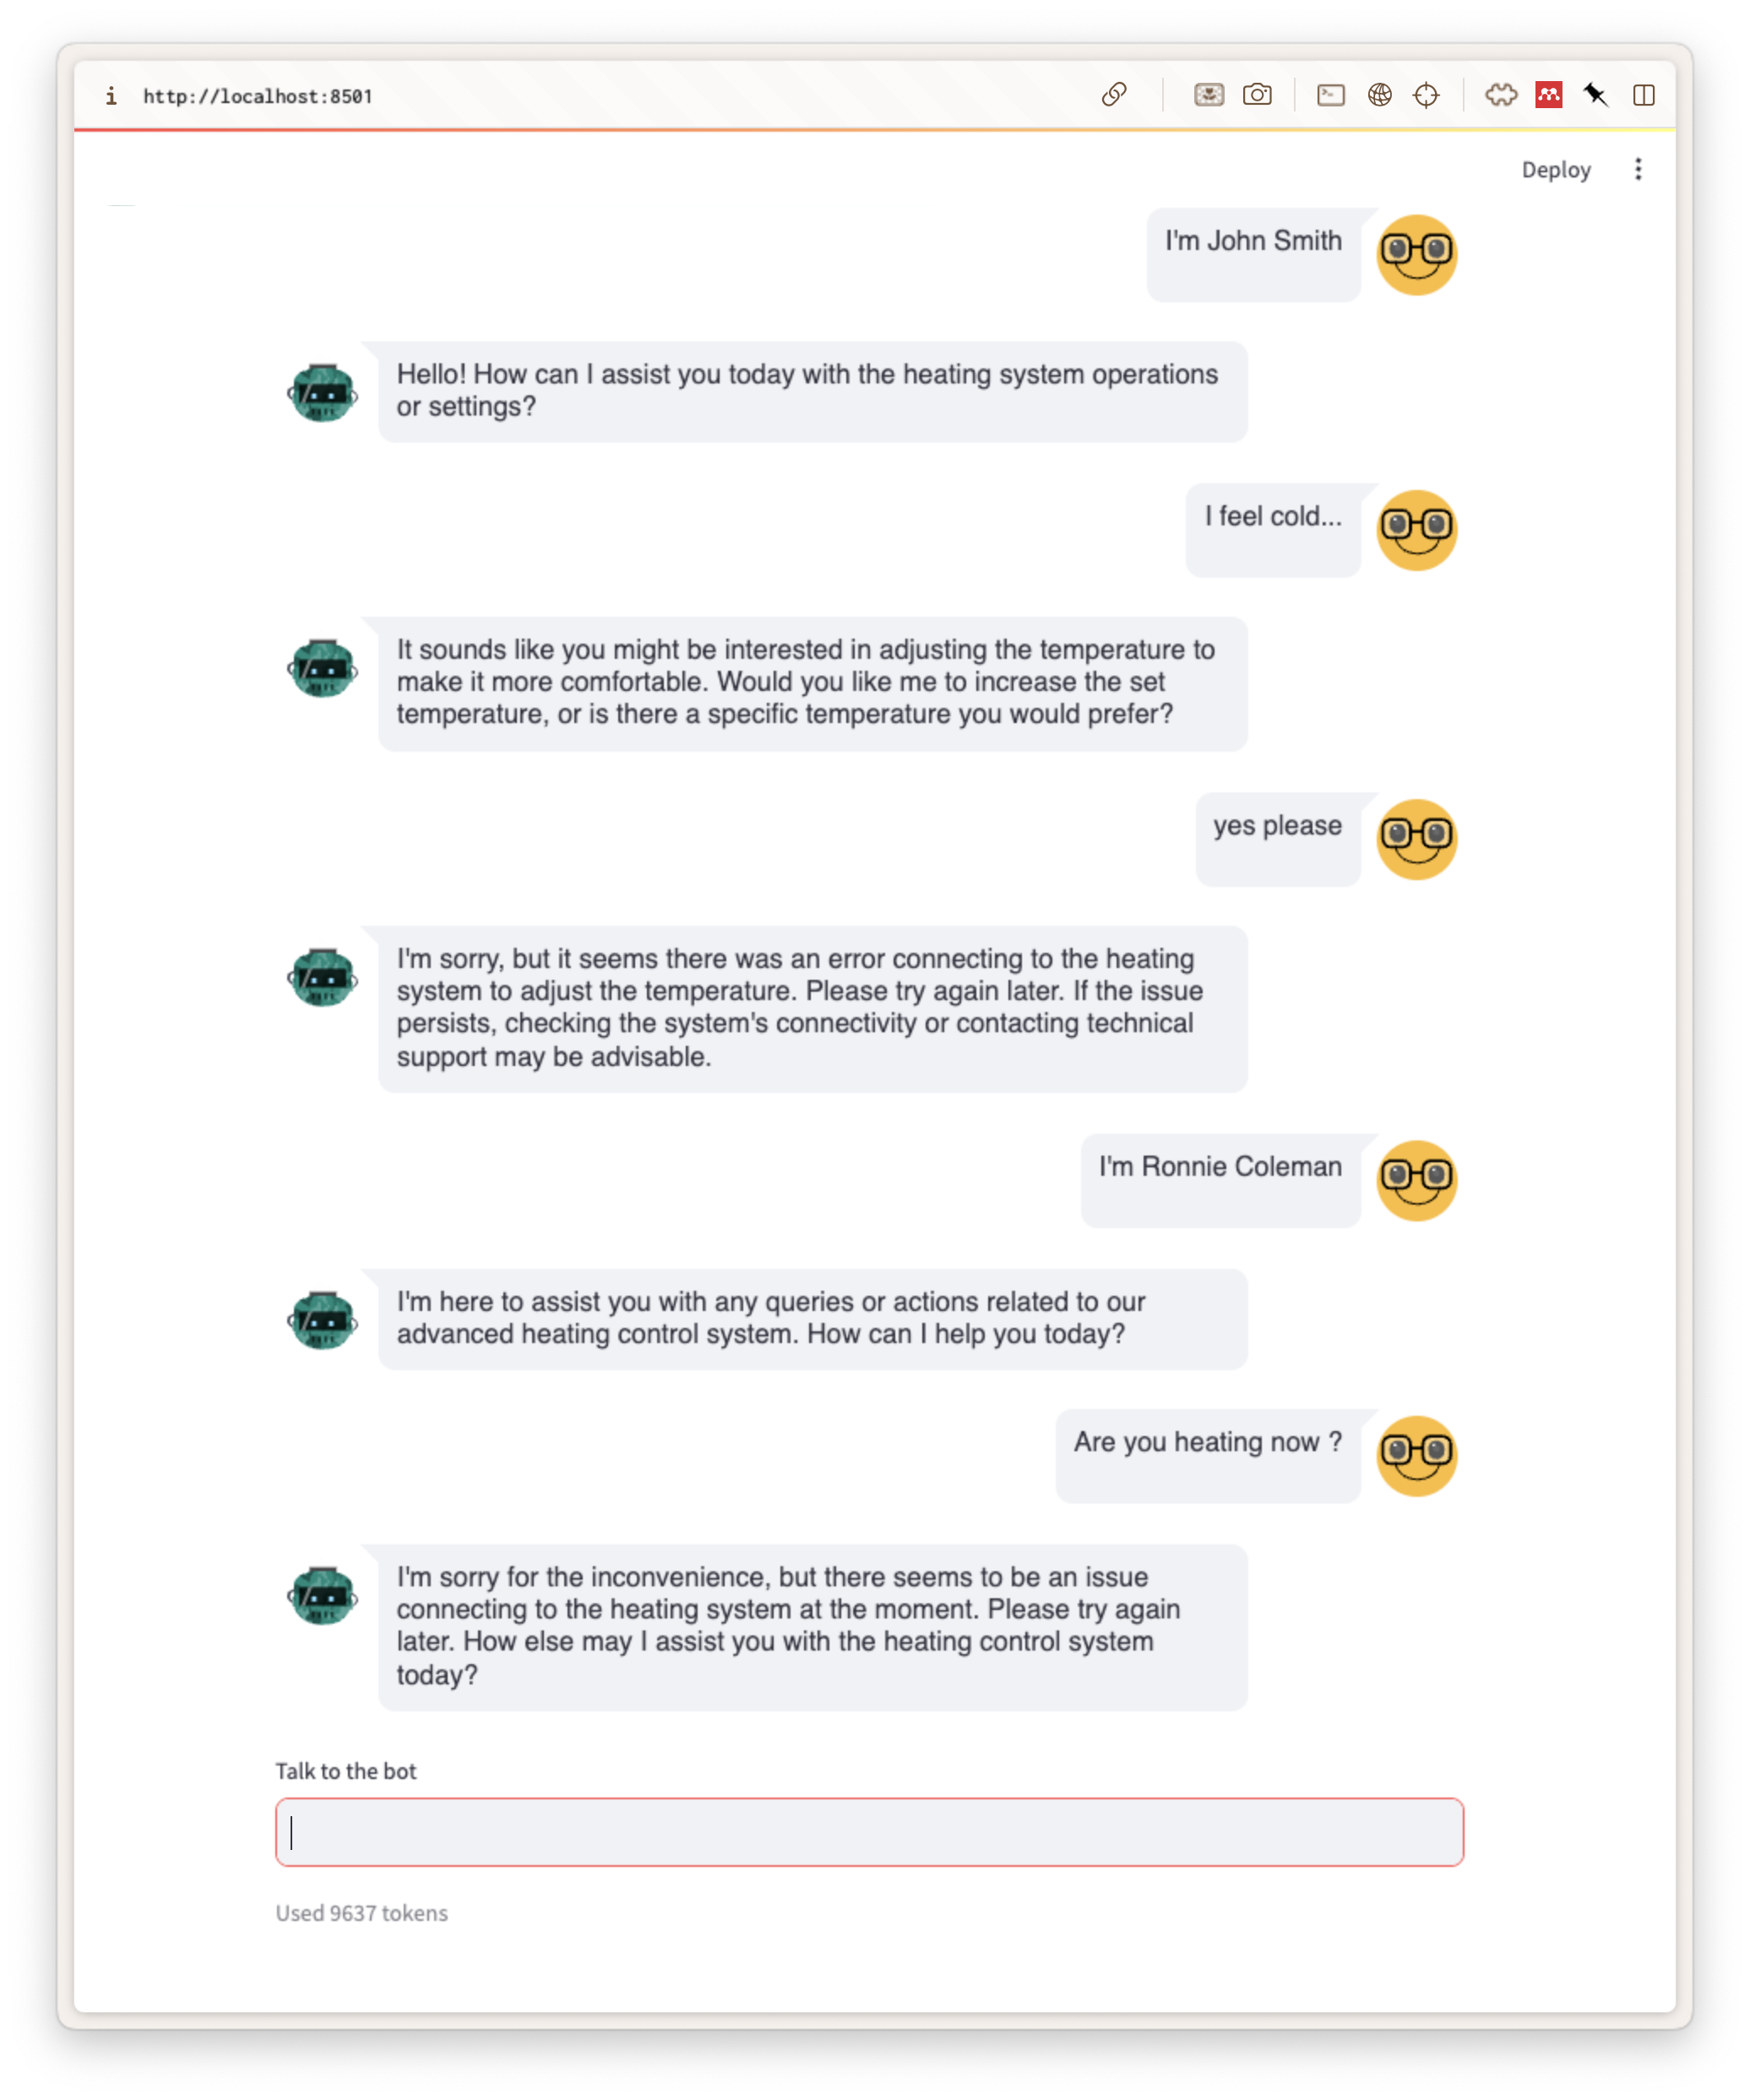 http://localhost:8501
Deploy
I'm John Smith
Hello! How can I assist you today with the heating system operations
or settings?
I feel cold...
It sounds like you might be interested in adjusting the temperature to
make it more comfortable. Would you like me to increase the set
temperature, or is there a specific temperature you would prefer?
yes please
I'm sorry, but it seems there was an error connecting to the heating
system to adjust the temperature. Please try again later. If the issue
persists, checking the system's connectivity or contacting technical
support may be advisable.
I'm Ronnie Coleman
I'm here to assist you with any queries or actions related to our
advanced heating control system. How can I help you today?
Are you heating now ?
I'm sorry for the inconvenience, but there seems to be an issue
connecting to the heating system at the moment. Please try again
later. How else may I assist you with the heating control system
today?
Talk to the bot
Used 9637 tokens